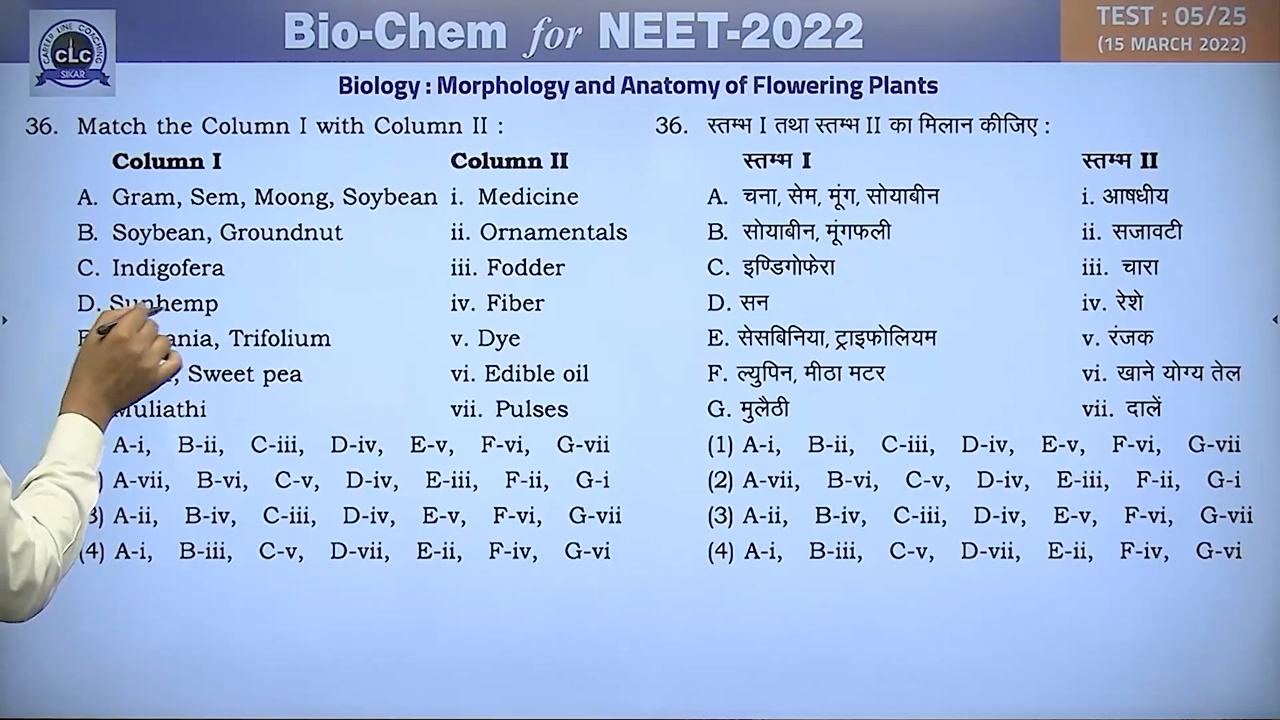 Bio-Chem for NEET-2022
TEST : 05/25
(15 MARCH 2022)
CAREER LINE COACHING
CLC
SIKAR
Biology : Morphology and Anatomy of Flowering Plants
36. Match the Column I with Column II :
Column I Column II
A. Gram, Sem, Moong, Soybean i. Medicine
B. Soybean, Groundnut ii. Ornamentals
C. Indigofera iii. Fodder
D. iv. Fiber
Trifolium v. Dye
Sweet pea vi. Edible oil
Muliathi vii. Pulses
A-i, B-ii, C-iii, D-iv, E-v, F-vi, G-vii
) A-vii, B-vi, C-v, D-iv, E-iii, F-ii, G-i
3) A-ii, B-iv, C-iii, D-iv, E-v, F-vi, G-vii
(4) A-i, B-iii, C-v, D-vii, E-ii, F-iv, G-vi
36. स्तम्भ I तथा स्तम्भ II का मिलान कीजिए :
स्तम्भ I स्तम्भ II
A. चना, सेम, मूंग, सोयाबीन i. आषधीय
B. सोयाबीन, मूंगफली ii. सजावटी
C. इण्डिगोफेरा iii. चारा
D. सन iv. रेशे
E. सेसबिनिया, ट्राइफोलियम v. रंजक
F. ल्युपिन, मीठा मटर vi. खाने योग्य तेल
G. मुलैठी vii. दालें
(1) A-i, B-ii, C-iii, D-iv, E-v, F-vi, G-vii
(2) A-vii, B-vi, C-v, D-iv, E-iii, F-ii, G-i
(3) A-ii, B-iv, C-iii, D-iv, E-v, F-vi, G-vii
(4) A-i, B-iii, C-v, D-vii, E-ii, F-iv, G-vi